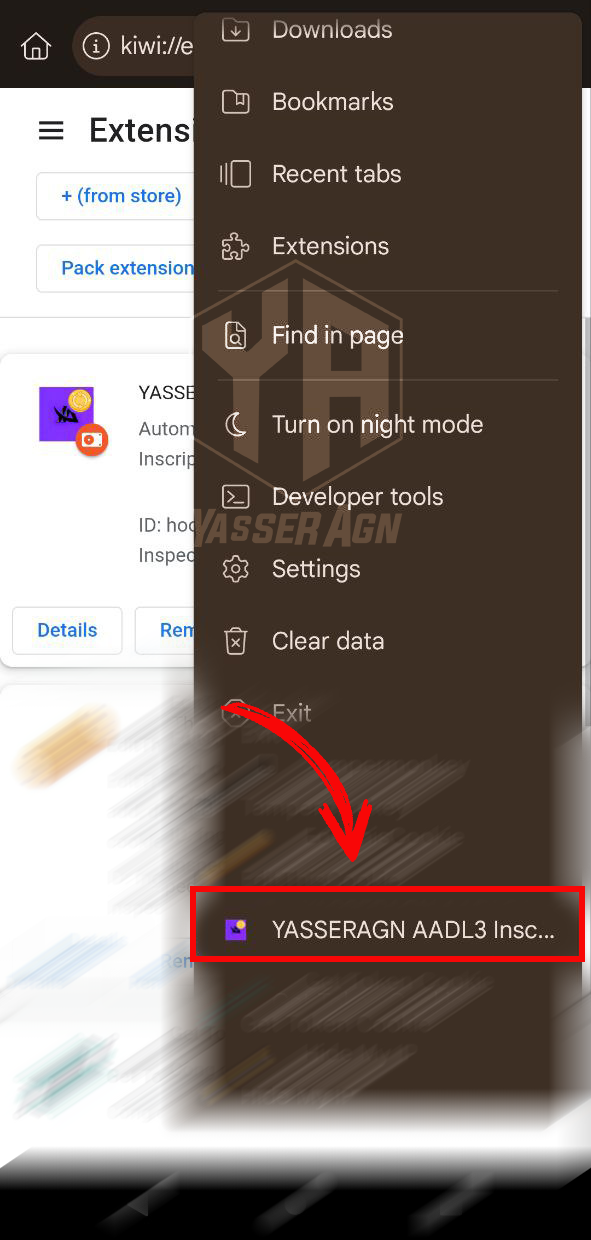 kiwi://e
Downloads
Bookmarks
Extensi
Recent tabs
+ (from store)
Extensions
Pack extension
Find in page
YASSE
Autom
Inscrip
Turn on night mode
Developer tools
YASSER AGN
ID: hoo
Inspec
Settings
Details
Rem
Clear data
Exit
YASSERAGN AADL3 Insc...
Ren